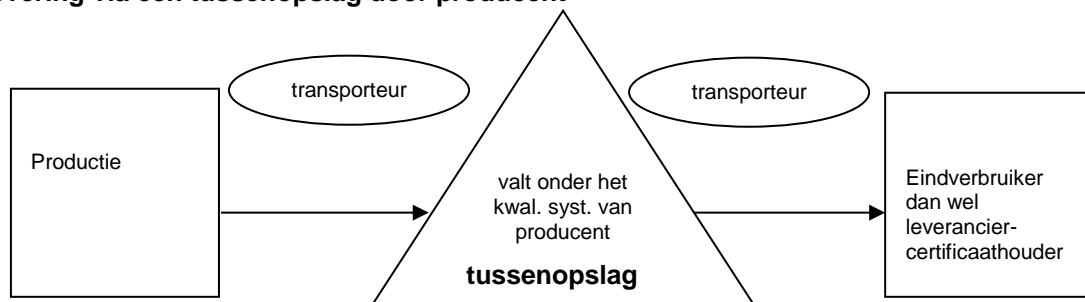 via een tussenopslag door producent
transporteur
transporteur
Productie
valt onder het
kwal. syst. van
producent
tussenopslag
Eindverbruiker
dan wel
leverancier-
certificaathouder